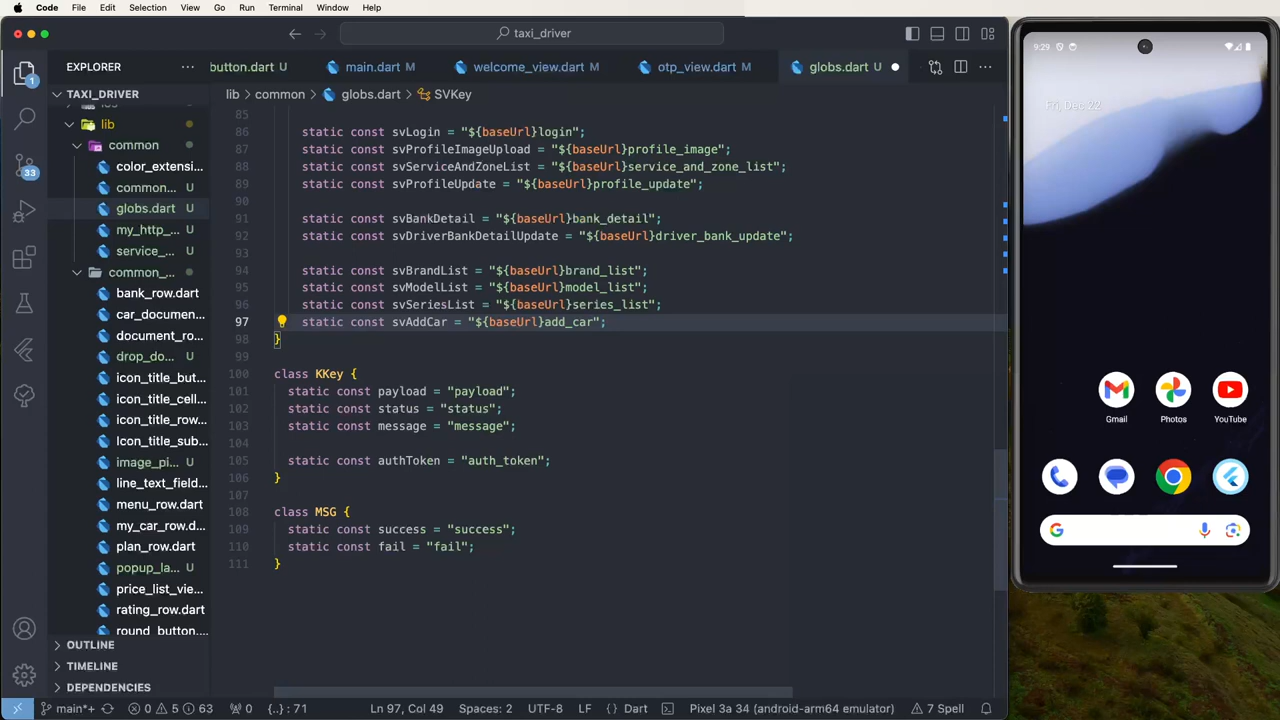 Code File Edit Selection View Go Run Terminal Window Help
taxi_driver
EXPLORER
button.dart U
main.dart M
welcome_view.dart M
otp_view.dart M
globs.dart U
lib > common > globs.dart > SVKey
TAXI_DRIVER
lib
common
color_extensi...
common... U
globs.dart U
my_http_... U
service_... U
common_...
bank_row.dart
car_documen...
document_ro...
drop_do... U
icon_title_but...
icon_title_cell...
icon_title_row...
Icon_title_sub...
image_pi... U
line_text_field...
menu_row.dart
my_car_row.d...
plan_row.dart
popup_la... U
price_list_vie...
rating_row.dart
round_button....
OUTLINE
TIMELINE
DEPENDENCIES
1
33
85
86 static const svLogin = "${baseUrl}login";
87 static const svProfileImageUpload = "${baseUrl}profile_image";
88 static const svServiceAndZoneList = "${baseUrl}service_and_zone_list";
89 static const svProfileUpdate = "${baseUrl}profile_update";
90
91 static const svBankDetail = "${baseUrl}bank_detail";
92 static const svDriverBankDetailUpdate = "${baseUrl}driver_bank_update";
93
94 static const svBrandList = "${baseUrl}brand_list";
95 static const svModelList = "${baseUrl}model_list";
96 static const svSeriesList = "${baseUrl}series_list";
97 static const svAddCar = "${baseUrl}add_car";
98 }
99
100 class KKey {
101 static const payload = "payload";
102 static const status = "status";
103 static const message = "message";
104
105 static const authToken = "auth_token";
106 }
107
108 class MSG {
109 static const success = "success";
110 static const fail = "fail";
111 }
main*+ 0 5 63 0 {..} : 71 Ln 97, Col 49 Spaces: 2 UTF-8 LF {} Dart Pixel 3a 34 (android-arm64 emulator) 7 Spell
9:29
Fri, Dec 22
Gmail
Photos
YouTube